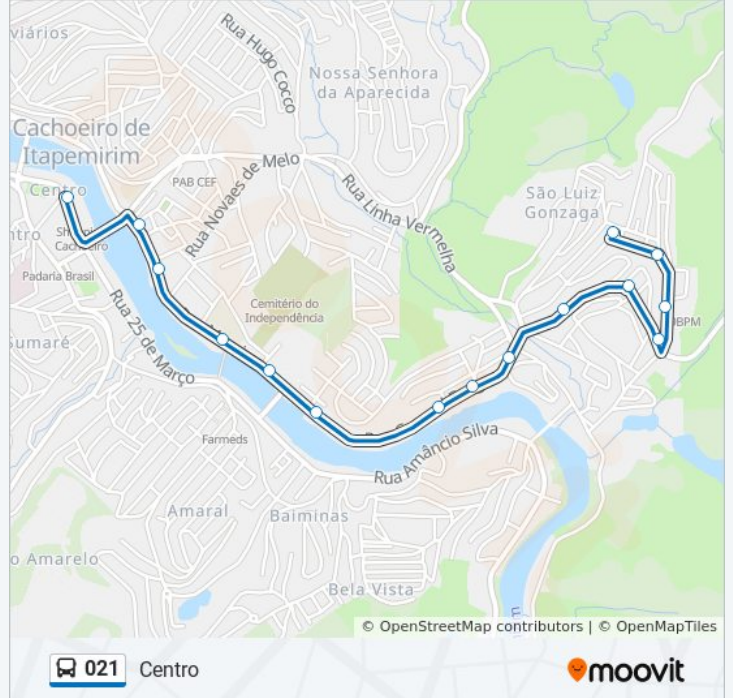 viários
Rua Hugo Cocco
Nossa Senhora
da Aparecida
Cachoeiro de
Itapemirim
PAB CEF
Rua Novaes de Melo
Centro
Rua Linha Vermelha
São Luiz
Gonzaga
ntro
Cachoeiro
Padaria Brasil
Rua 25 de Março
Cemitério do
Independência
BPM
Sumaré
Farmeds
Rua Amâncio Silva
Amaral
Baiminas
o Amarelo
Bela Vista
© OpenStreetMap contributors | © OpenMapTiles
021 Centro
moovit